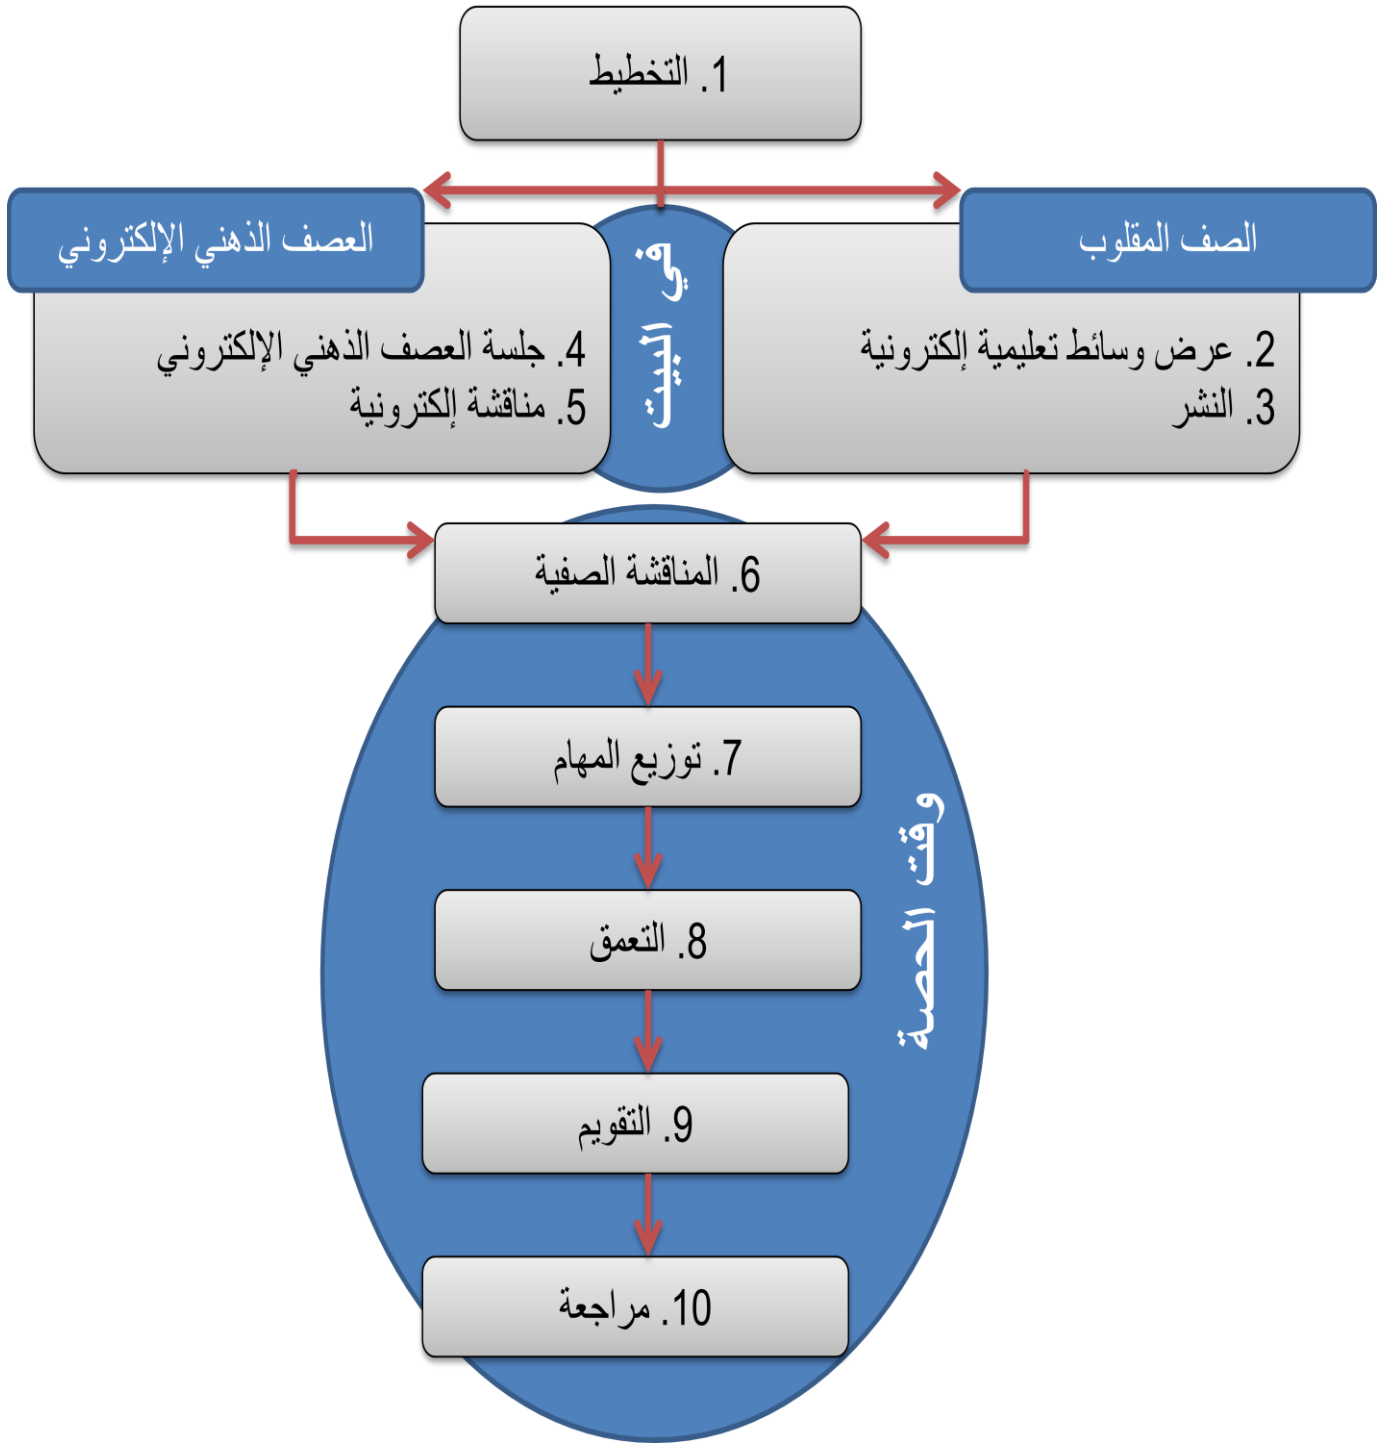 1. التخطيط
الصف المقلوب
2. عرض وسائط تعليمية إلكترونية
3. النشر
في البيت
العصف الذهني الإلكتروني
4. جلسة العصف الذهني الإلكتروني
5. مناقشة إلكترونية
6. المناقشة الصفية
7. توزيع المهام
8. التعمق
9. التقويم
10. مراجعة
وقت الحصة